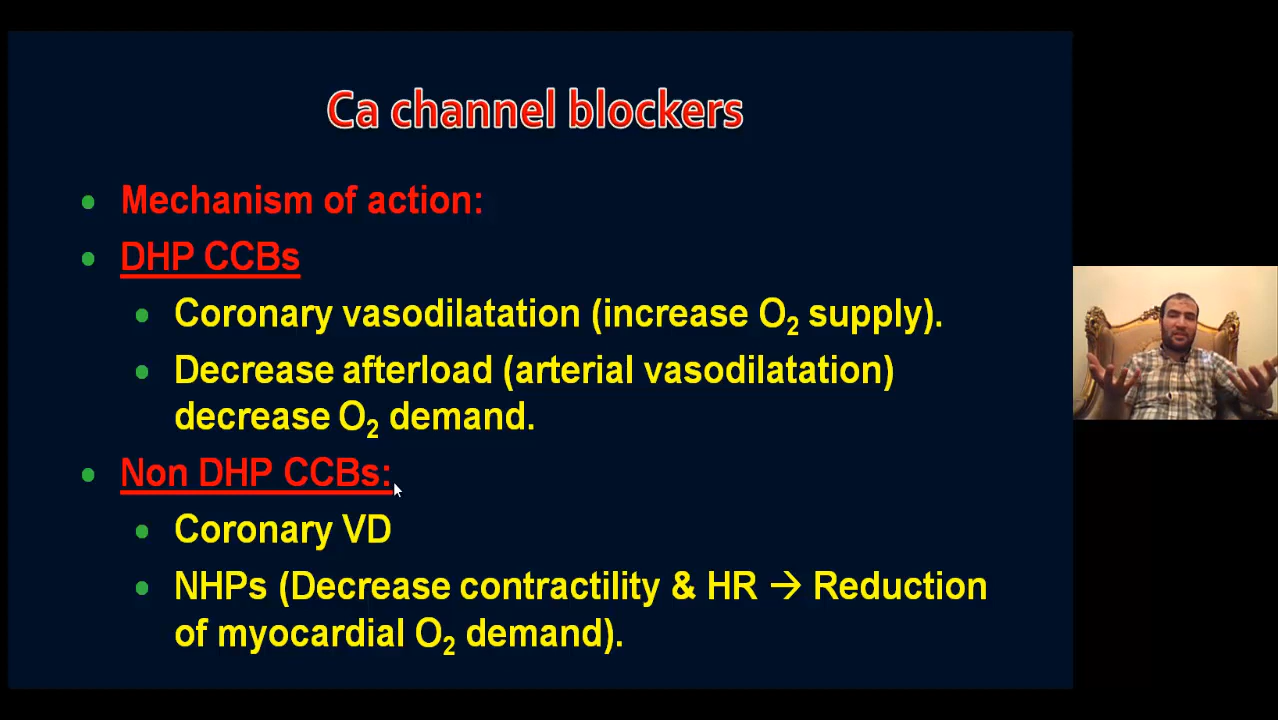 Ca channel blockers
Mechanism of action:
DHP CCBs
Coronary vasodilatation (increase O₂ supply).
Decrease afterload (arterial vasodilatation)
decrease O₂ demand.
Non DHP CCBs:
Coronary VD
NHPs (Decrease contractility & HR → Reduction
of myocardial O₂ demand).